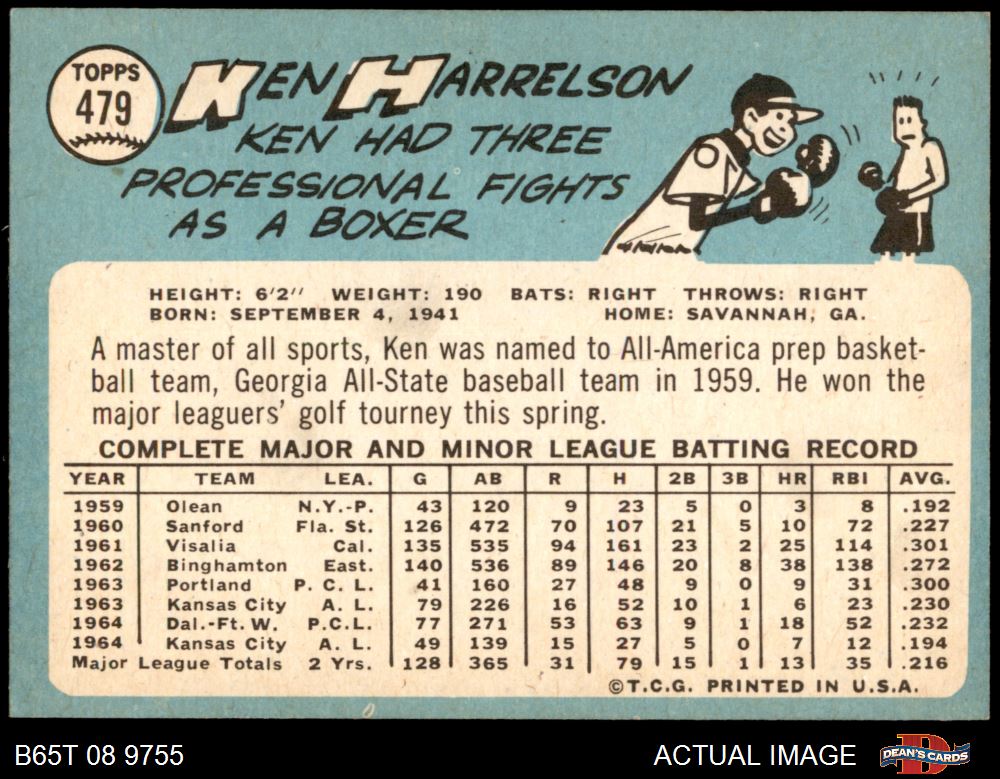 TOPPS
479
KEN HARRELSON
KEN HAD THREE
PROFESSIONAL FIGHTS
AS A BOXER
HEIGHT: 6'2" WEIGHT: 190 BATS: RIGHT THROWS: RIGHT
BORN: SEPTEMBER 4, 1941 HOME: SAVANNAH, GA.
A master of all sports, Ken was named to All-America prep basket-
ball team, Georgia All-State baseball team in 1959. He won the
major leaguers' golf tourney this spring.
COMPLETE MAJOR AND MINOR LEAGUE BATTING RECORD
YEAR TEAM LEA. G AB R H 2B 3B HR RBI AVG.
1959 Olean N.Y.-P. 43 120 9 23 5 0 3 8 .192
1960 Sanford Fla. St. 126 472 70 107 21 5 10 72 .227
1961 Visalia Cal. 135 535 94 161 23 2 25 114 .301
1962 Binghamton East. 140 536 89 146 20 8 38 138 .272
1963 Portland P. C. L. 41 160 27 48 9 0 9 31 .300
1963 Kansas City A. L. 79 226 16 52 10 1 6 23 .230
1964 Dal.-Ft. W. P.C.L. 77 271 53 63 9 1 18 52 .232
1964 Kansas City A. L. 49 139 15 27 5 0 7 12 .194
Major League Totals 2 Yrs. 128 365 31 79 15 1 13 35 .216
©T.C.G. PRINTED IN U.S.A.
B65T 08 9755 ACTUAL IMAGE DEAN'S CARDS